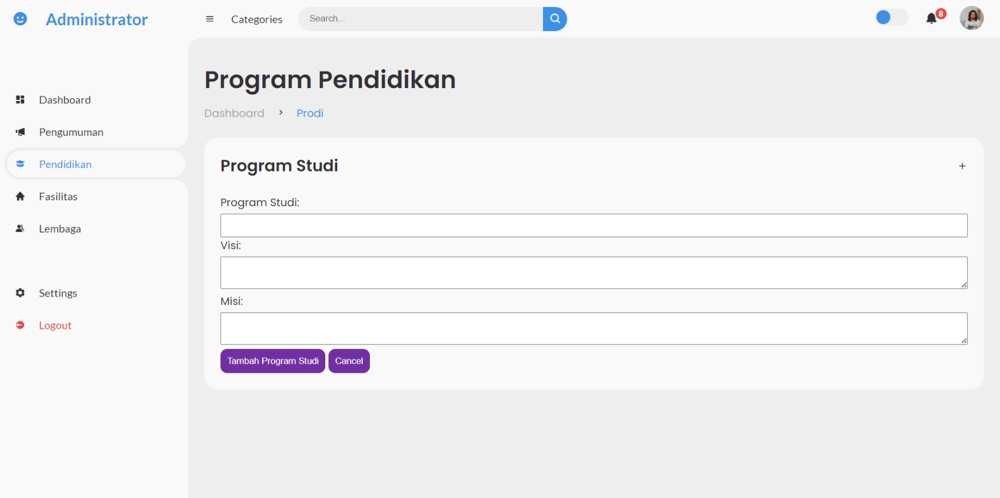 Administrator
Categories
Search...
8
Dashboard
Pengumuman
Pendidikan
Fasilitas
Lembaga
Settings
Logout
Program Pendidikan
Dashboard > Prodi
Program Studi +
Program Studi:
Visi:
Misi:
Tambah Program Studi Cancel